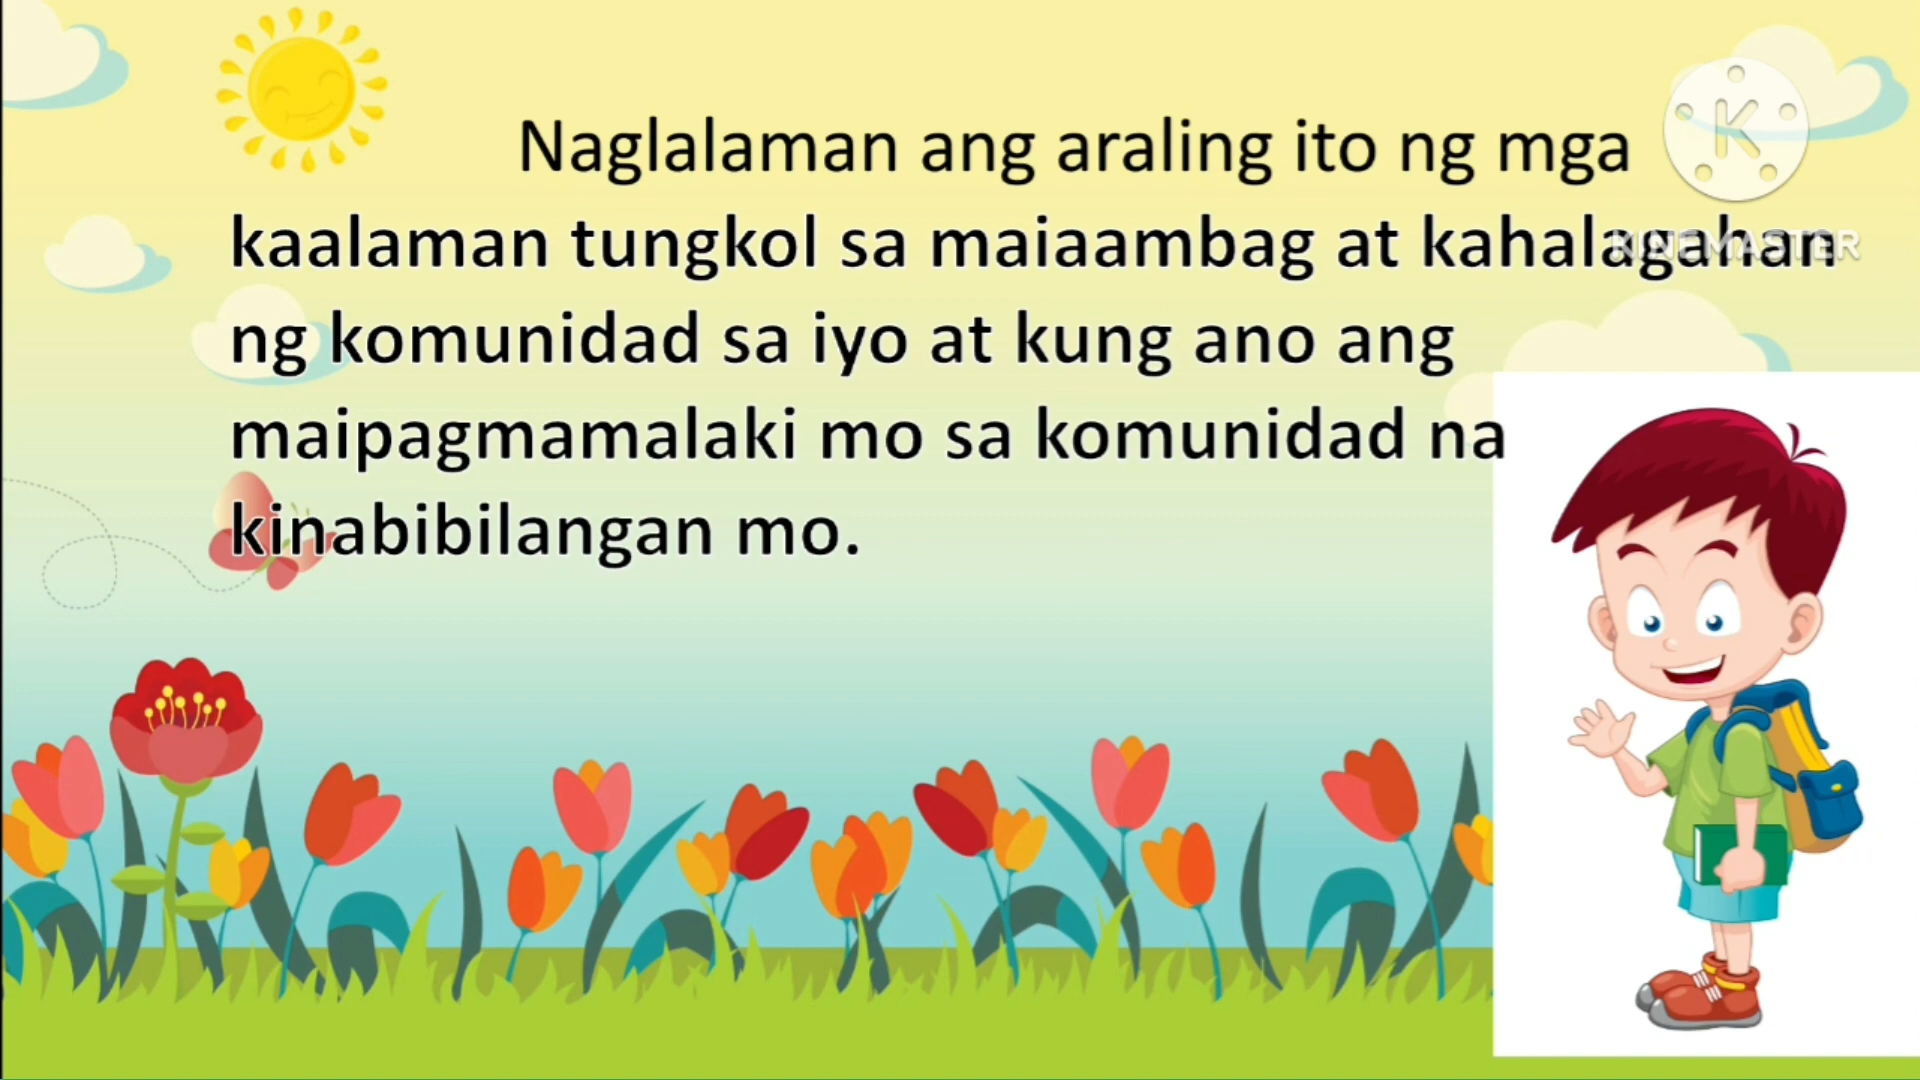 Naglalaman ang araling ito ng mga
kaalaman tungkol sa maiaambag at kahalagahan
ng komunidad sa iyo at kung ano ang
maipagmamalaki mo sa komunidad na
kinabibilangan mo.
K
KINEMASTER